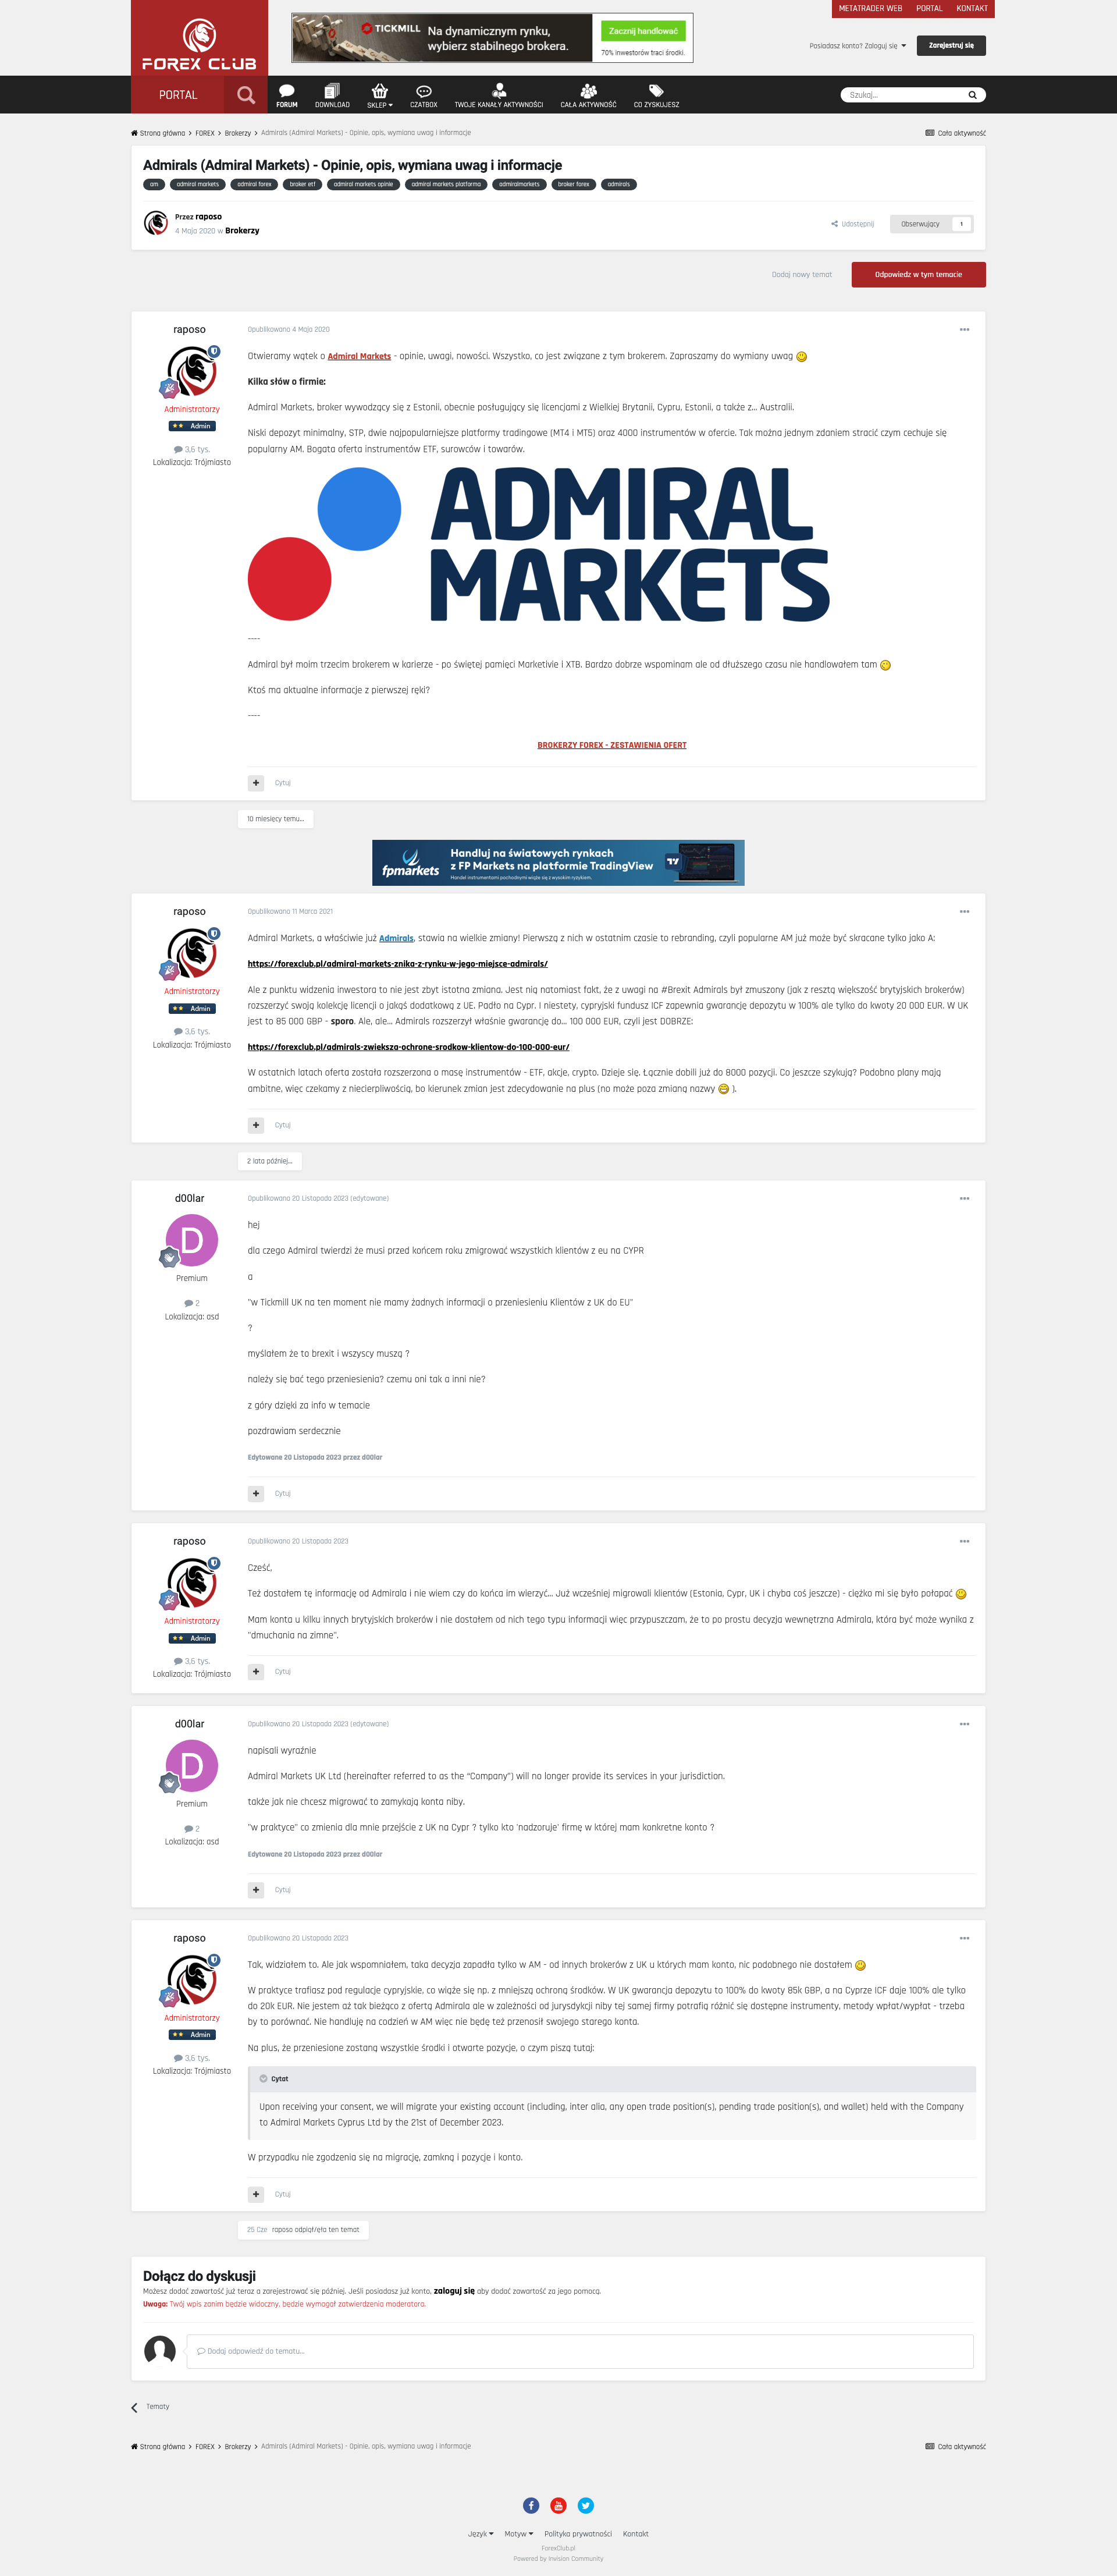 METATRADER WEB PORTAL KONTAKT
FOREX CLUB
TICKMILL
Na dynamicznym rynku,
wybierz stabilnego brokera.
Zacznij handlować
70% inwestorów traci środki.
Posiadasz konto? Zaloguj się
Zarejestruj się
PORTAL
FORUM DOWNLOAD SKLEP CZATBOX TWOJE KANAŁY AKTYWNOŚCI CAŁA AKTYWNOŚĆ CO ZYSKUJESZ
Szukaj...
Strona główna > FOREX > Brokerzy > Admirals (Admiral Markets) - Opinie, opis, wymiana uwag i informacje
Cała aktywność
Admirals (Admiral Markets) - Opinie, opis, wymiana uwag i informacje
am admiral markets admiral forex broker etf admiral markets opinie admiral markets platforma admiralmarkets broker forex admirals
Przez raposo
4 Maja 2020 w Brokerzy
Udostępnij
Obserwujący 1
Dodaj nowy temat
Odpowiedz w tym temacie
raposo
Administratorzy
Admin
3,6 tys.
Lokalizacja: Trójmiasto
Opublikowano 4 Maja 2020
Otwieramy wątek o Admiral Markets - opinie, uwagi, nowości. Wszystko, co jest związane z tym brokerem. Zapraszamy do wymiany uwag
Kilka słów o firmie:
Admiral Markets, broker wywodzący się z Estonii, obecnie posługujący się licencjami z Wielkiej Brytanii, Cypru, Estonii, a także z... Australii.
Niski depozyt minimalny, STP, dwie najpopularniejsze platformy tradingowe (MT4 i MT5) oraz 4000 instrumentów w ofercie. Tak można jednym zdaniem stracić czym cechuje się
popularny AM. Bogata oferta instrumentów ETF, surowców i towarów.
ADMIRAL
MARKETS
----
Admiral był moim trzecim brokerem w karierze - po świętej pamięci Marketivie i XTB. Bardzo dobrze wspominam ale od dłuższego czasu nie handlowałem tam
Ktoś ma aktualne informacje z pierwszej ręki?
----
BROKERZY FOREX - ZESTAWIENIA OFERT
Cytuj
10 miesięcy temu...
fpmarkets
Handluj na światowych rynkach
z FP Markets na platformie TradingView
Handel instrumentami pochodnymi wiąże się z wysokim ryzykiem.
raposo
Administratorzy
Admin
3,6 tys.
Lokalizacja: Trójmiasto
Opublikowano 11 Marca 2021
Admiral Markets, a właściwie już Admirals, stawia na wielkie zmiany! Pierwszą z nich w ostatnim czasie to rebranding, czyli popularne AM już może być skracane tylko jako A:
https://forexclub.pl/admiral-markets-znika-z-rynku-w-jego-miejsce-admirals/
Ale z punktu widzenia inwestora to nie jest zbyt istotna zmiana. Jest nią natomiast fakt, że z uwagi na #Brexit Admirals był zmuszony (jak z resztą większość brytyjskich brokerów)
rozszerzyć swoją kolekcję licencji o jakąś dodatkową z UE. Padło na Cypr. I niestety, cypryjski fundusz ICF zapewnia gwarancję depozytu w 100% ale tylko do kwoty 20 000 EUR. W UK
jest to 85 000 GBP - sporo. Ale, ale... Admirals rozszerzył właśnie gwarancję do... 100 000 EUR, czyli jest DOBRZE:
https://forexclub.pl/admirals-zwieksza-ochrone-srodkow-klientow-do-100-000-eur/
W ostatnich latach oferta została rozszerzona o masę instrumentów - ETF, akcje, crypto. Dzieje się. Łącznie dobili już do 8000 pozycji. Co jeszcze szykują? Podobno plany mają
ambitne, więc czekamy z niecierpliwością, bo kierunek zmian jest zdecydowanie na plus (no może poza zmianą nazwy ).
Cytuj
2 lata później...
d00lar
D
Premium
2
Lokalizacja: asd
Opublikowano 20 Listopada 2023 (edytowane)
hej
dla czego Admiral twierdzi że musi przed końcem roku zmigrować wszystkich klientów z eu na CYPR
a
"w Tickmill UK na ten moment nie mamy żadnych informacji o przeniesieniu Klientów z UK do EU"
?
myślałem że to brexit i wszyscy muszą ?
należy się bać tego przeniesienia? czemu oni tak a inni nie?
z góry dzięki za info w temacie
pozdrawiam serdecznie
Edytowane 20 Listopada 2023 przez d00lar
Cytuj
raposo
Administratorzy
Admin
3,6 tys.
Lokalizacja: Trójmiasto
Opublikowano 20 Listopada 2023
Cześć,
Też dostałem tę informację od Admirala i nie wiem czy do końca im wierzyć... Już wcześniej migrowali klientów (Estonia, Cypr, UK i chyba coś jeszcze) - ciężko mi się było połapać
Mam konta u kilku innych brytyjskich brokerów i nie dostałem od nich tego typu informacji więc przypuszczam, że to po prostu decyzja wewnętrzna Admirala, która być może wynika z
"dmuchania na zimne".
Cytuj
d00lar
D
Premium
2
Lokalizacja: asd
Opublikowano 20 Listopada 2023 (edytowane)
napisali wyraźnie
Admiral Markets UK Ltd (hereinafter referred to as the “Company”) will no longer provide its services in your jurisdiction.
także jak nie chcesz migrować to zamykają konta niby.
"w praktyce" co zmienia dla mnie przejście z UK na Cypr ? tylko kto 'nadzoruje' firmę w której mam konkretne konto ?
Edytowane 20 Listopada 2023 przez d00lar
Cytuj
raposo
Administratorzy
Admin
3,6 tys.
Lokalizacja: Trójmiasto
Opublikowano 20 Listopada 2023
Tak, widziałem to. Ale jak wspomniałem, taka decyzja zapadła tylko w AM - od innych brokerów z UK u których mam konto, nic podobnego nie dostałem
W praktyce trafiasz pod regulacje cypryjskie, co wiąże się np. z mniejszą ochroną środków. W UK gwarancja depozytu to 100% do kwoty 85k GBP, a na Cyprze ICF daje 100% ale tylko
do 20k EUR. Nie jestem aż tak bieżąco z ofertą Admirala ale w zależności od jurysdykcji niby tej samej firmy potrafią różnić się dostępne instrumenty, metody wpłat/wypłat - trzeba
by to porównać. Nie handluję na codzień w AM więc nie będę też przenosił swojego starego konta.
Na plus, że przeniesione zostaną wszystkie środki i otwarte pozycje, o czym piszą tutaj:
Cytat
Upon receiving your consent, we will migrate your existing account (including, inter alia, any open trade position(s), pending trade position(s), and wallet) held with the Company
to Admiral Markets Cyprus Ltd by the 21st of December 2023.
W przypadku nie zgodzenia się na migrację, zamkną i pozycje i konto.
Cytuj
25 Cze raposo odpiął/ęła ten temat
Dołącz do dyskusji
Możesz dodać zawartość już teraz a zarejestrować się później. Jeśli posiadasz już konto, zaloguj się aby dodać zawartość za jego pomocą.
Uwaga: Twój wpis zanim będzie widoczny, będzie wymagał zatwierdzenia moderatora.
Dodaj odpowiedź do tematu...
Tematy
Strona główna > FOREX > Brokerzy > Admirals (Admiral Markets) - Opinie, opis, wymiana uwag i informacje
Cała aktywność
Język Motyw Polityka prywatności Kontakt
ForexClub.pl
Powered by Invision Community